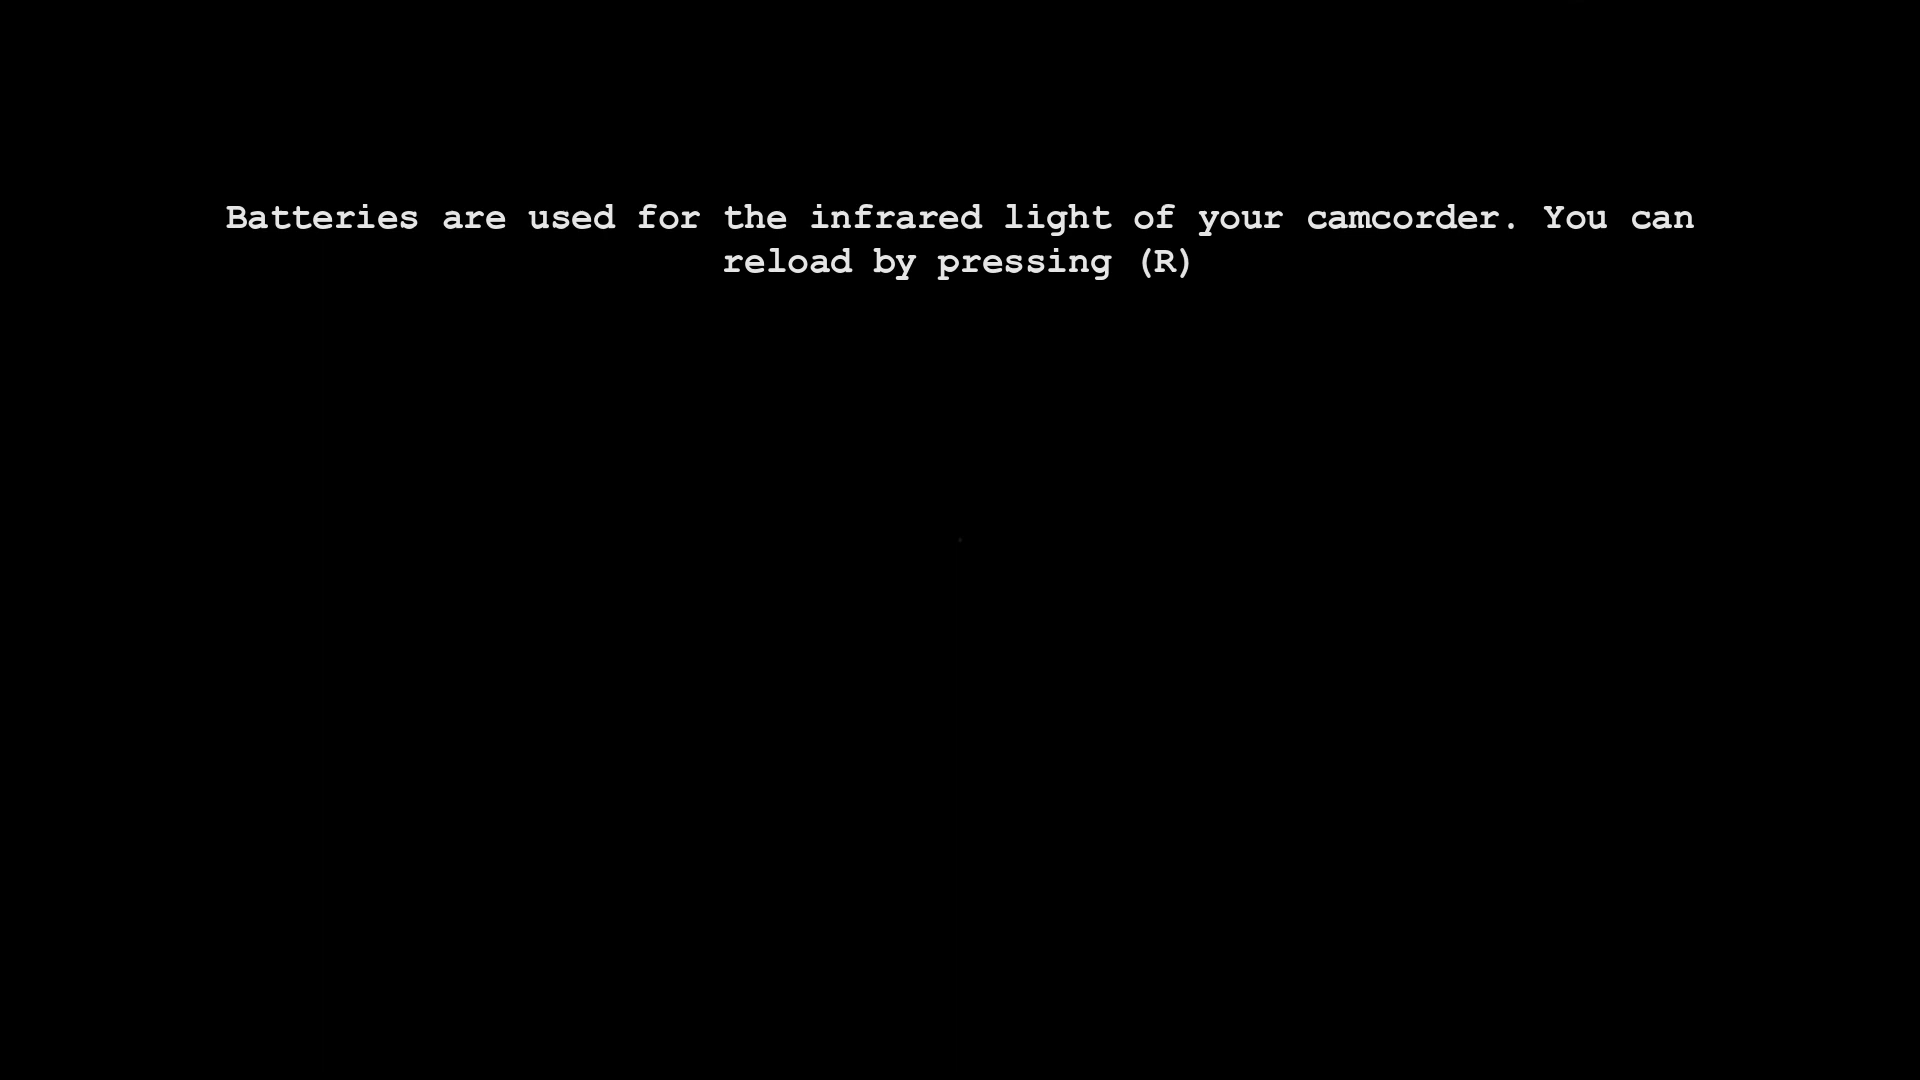 Batteries are used for the infrared light of your camcorder. You can
reload by pressing (R)